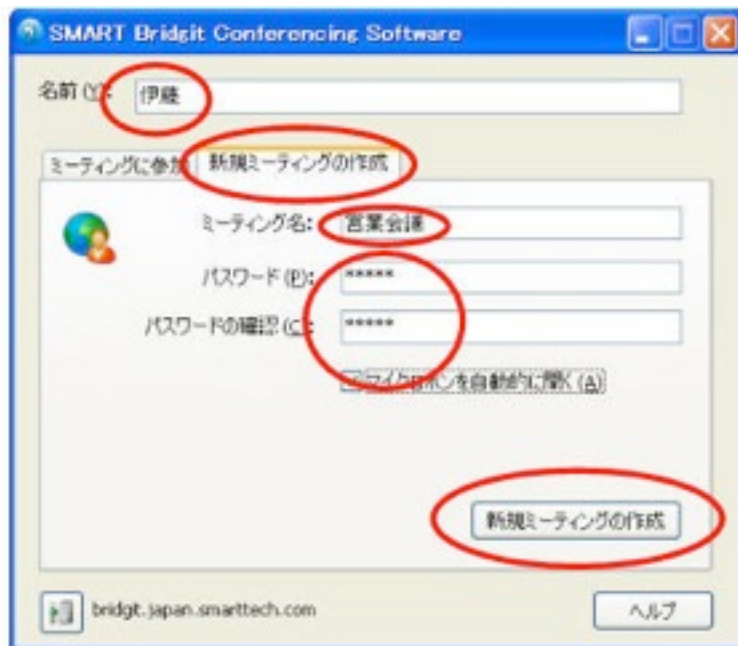 SMART Bridgit Conferencing Software
名前(Y): 伊藤
ミーティングに参加 新規ミーティングの作成
ミーティング名: 営業会議
パスワード(P): *****
パスワードの確認(C): *****
マイクロホンを自動的に開く(A)
新規ミーティングの作成
bridgit.japan.smarttech.com ヘルプ